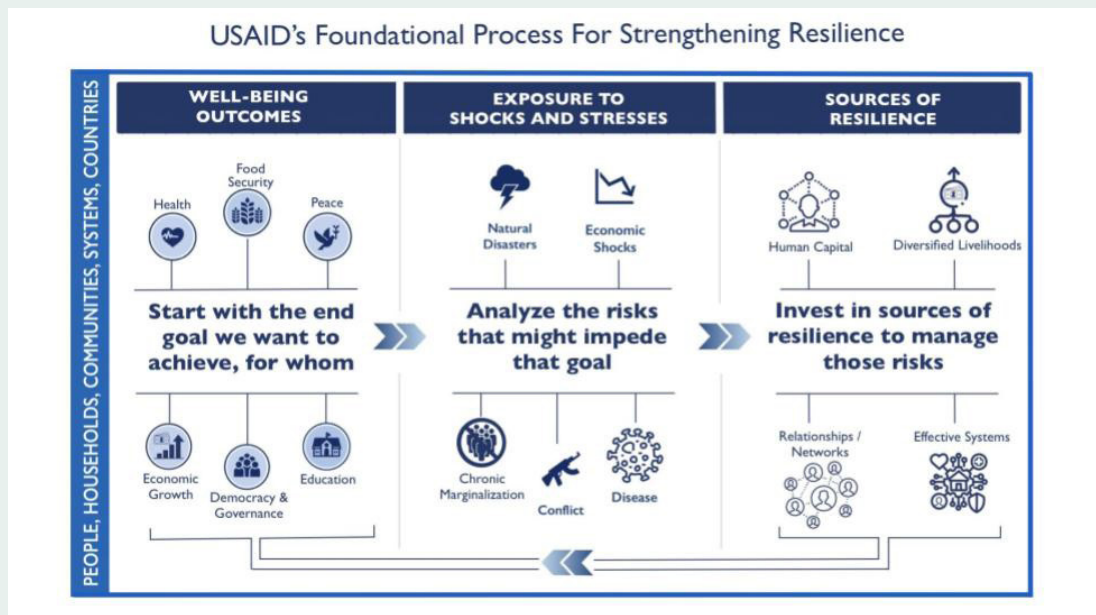 USAID's Foundational Process For Strengthening Resilience
PEOPLE, HOUSEHOLDS, COMMUNITIES, SYSTEMS, COUNTRIES
WELL-BEING
OUTCOMES
Health
Food
Security
Peace
Start with the end
goal we want to
achieve, for whom
Economic
Growth
Democracy &
Governance
Education
EXPOSURE TO
SHOCKS AND STRESSES
Natural
Disasters
Economic
Shocks
Analyze the risks
that might impede
that goal
Chronic
Marginalization
Conflict
Disease
SOURCES OF
RESILIENCE
Human Capital
Diversified Livelihoods
Invest in sources of
resilience to manage
those risks
Relationships /
Networks
Effective Systems